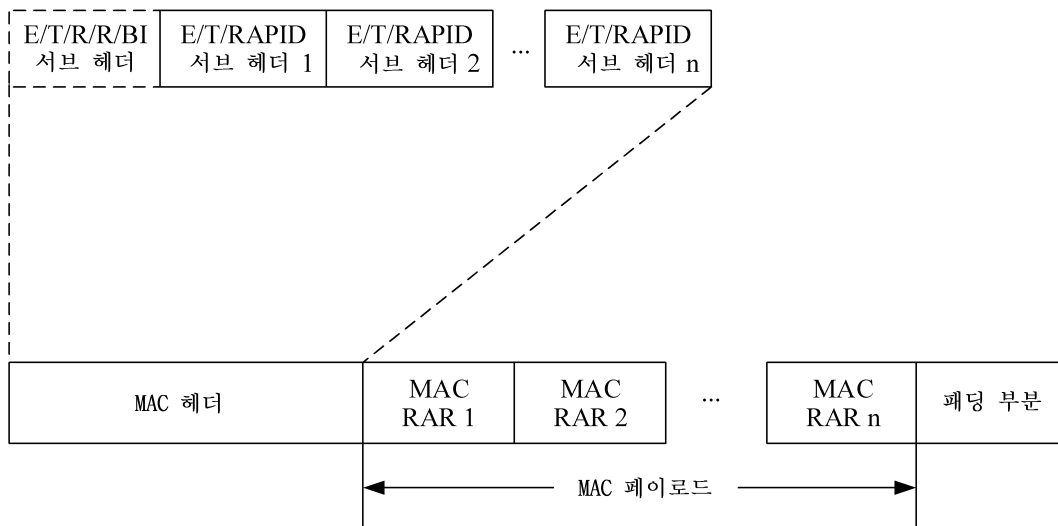 E/T/R/R/BI 서브 헤더
E/T/RAPID 서브 헤더 1
E/T/RAPID 서브 헤더 2
...
E/T/RAPID 서브 헤더 n
MAC 헤더
MAC RAR 1
MAC RAR 2
...
MAC RAR n
패딩 부분
MAC 페이로드